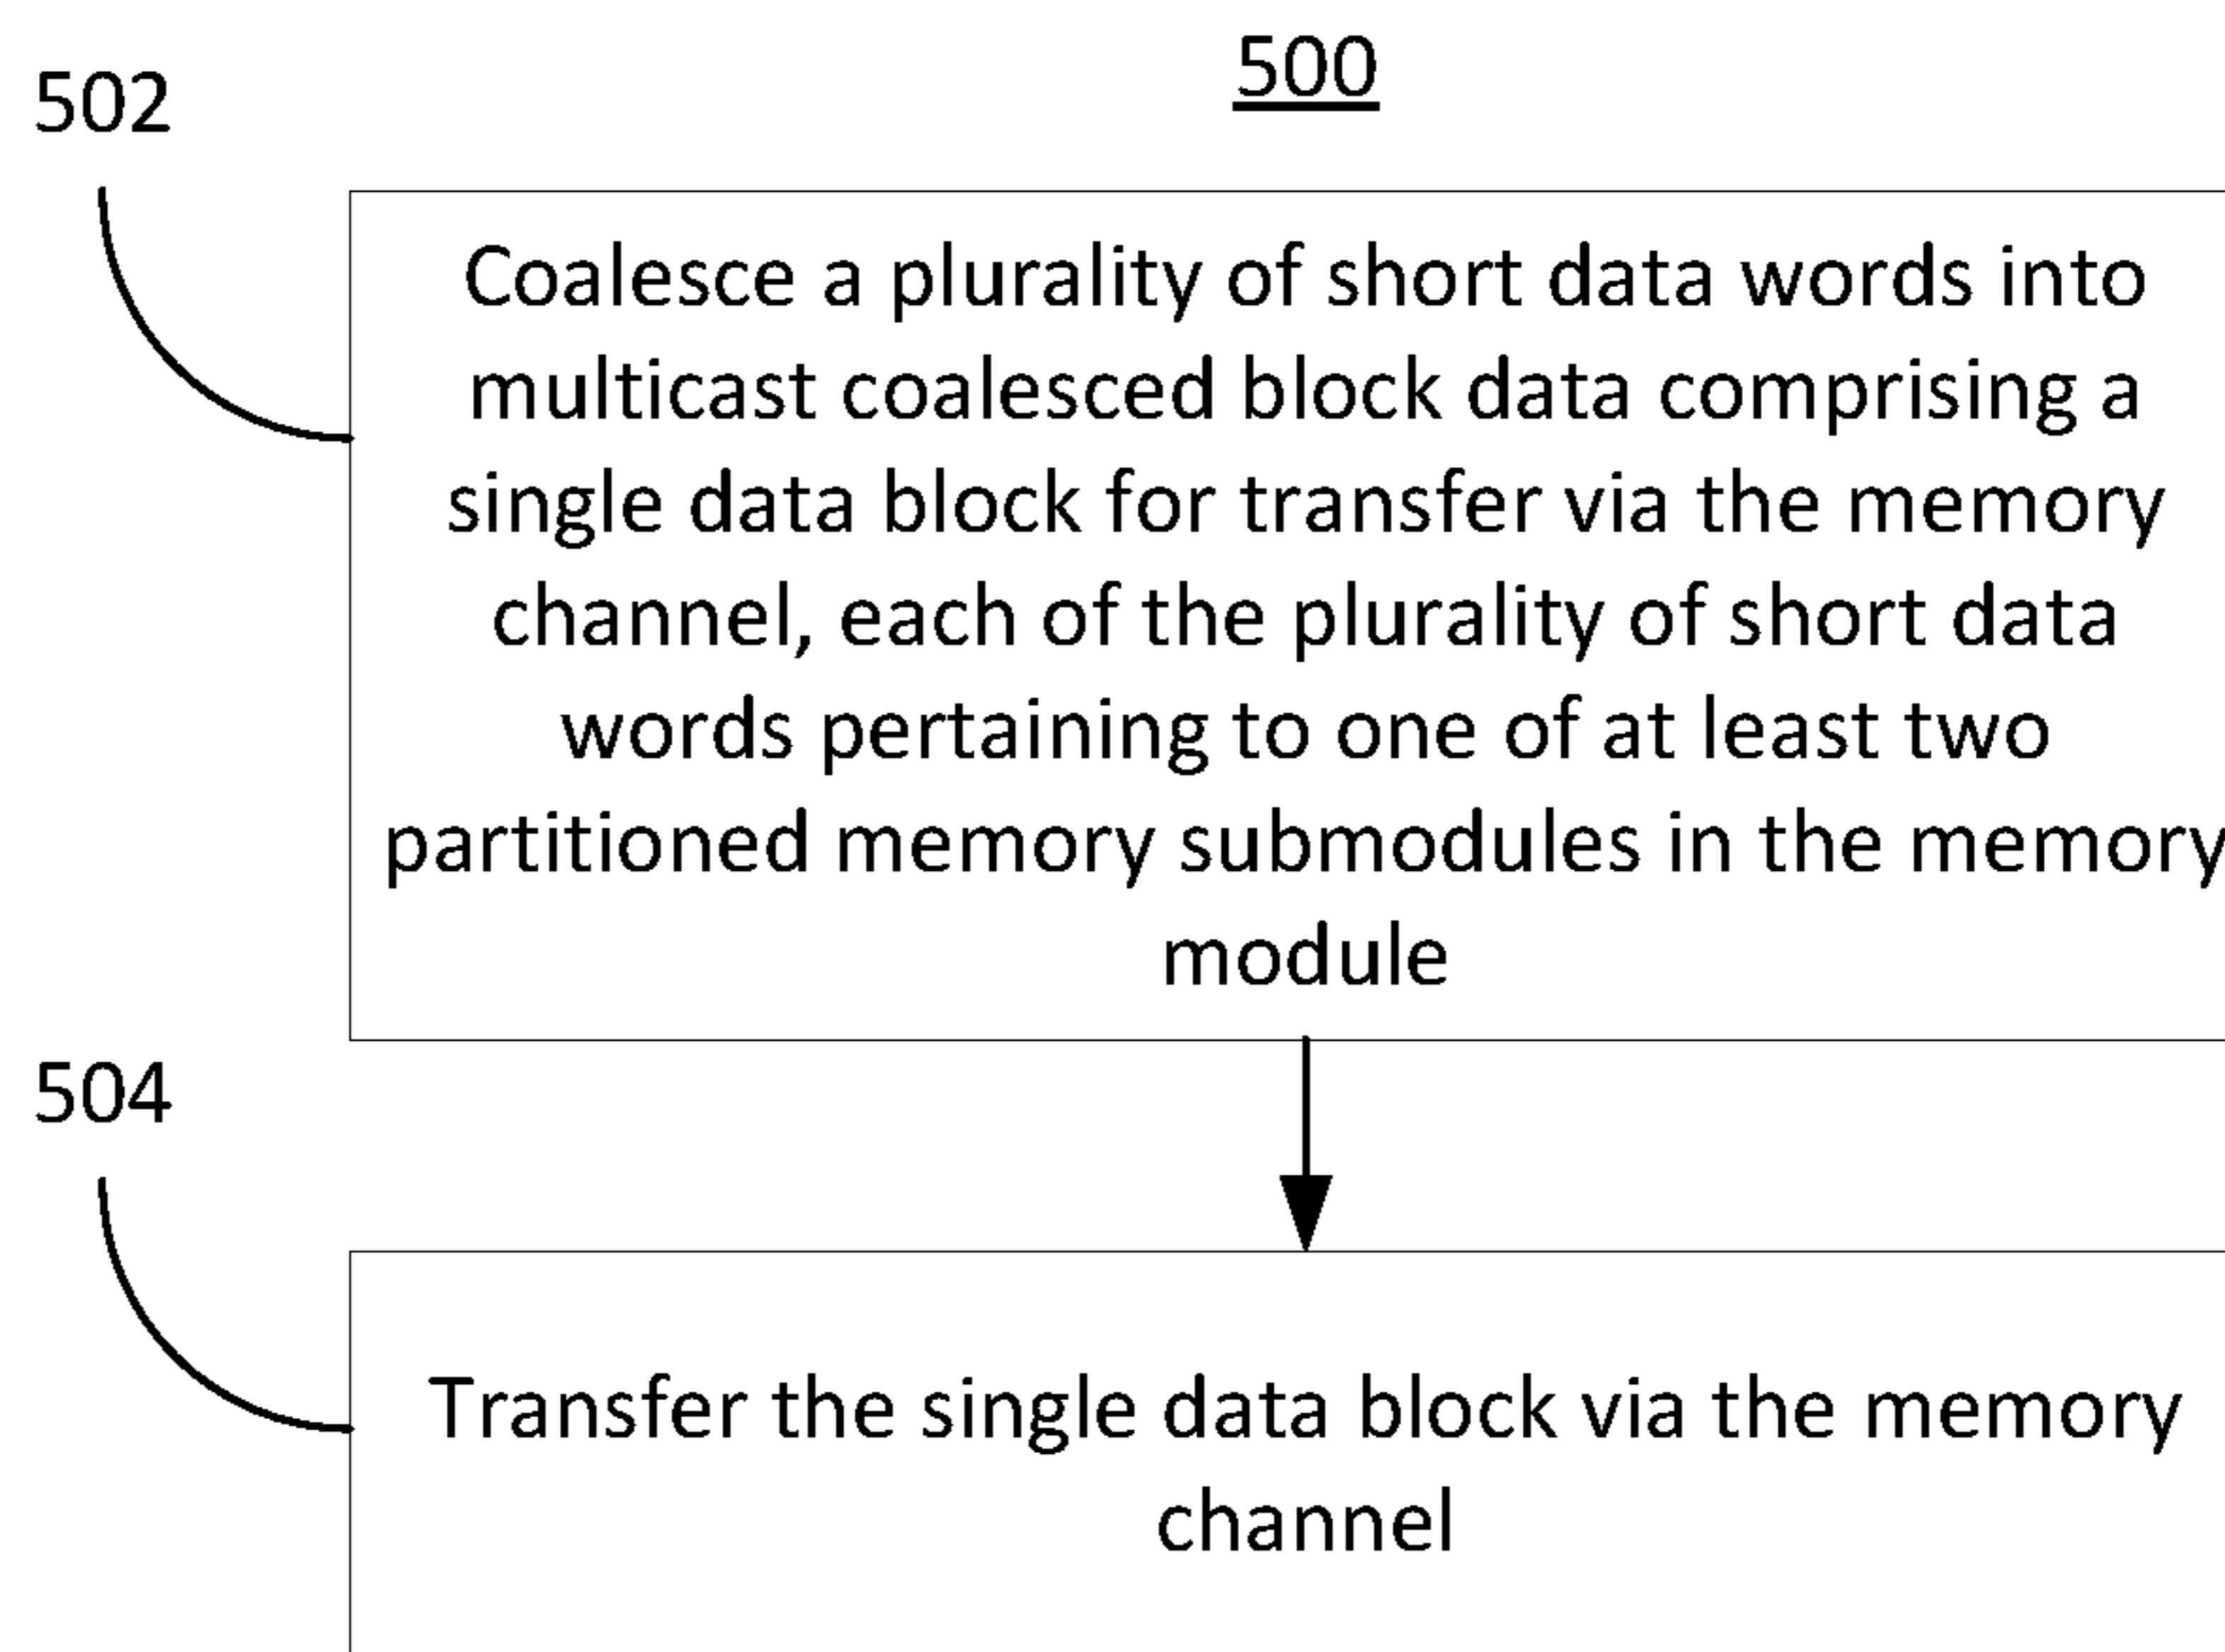 500
502
Coalesce a plurality of short data words into
multicast coalesced block data comprising a
single data block for transfer via the memory
channel, each of the plurality of short data
words pertaining to one of at least two
partitioned memory submodules in the memory
module
504
Transfer the single data block via the memory
channel